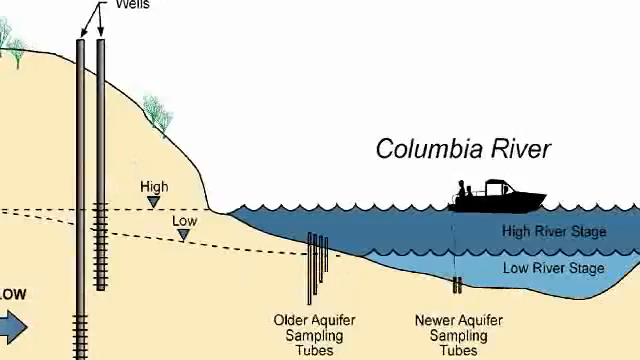 Wells
Columbia River
High
Low
High River Stage
Low River Stage
LOW
Older Aquifer
Sampling
Tubes
Newer Aquifer
Sampling
Tubes